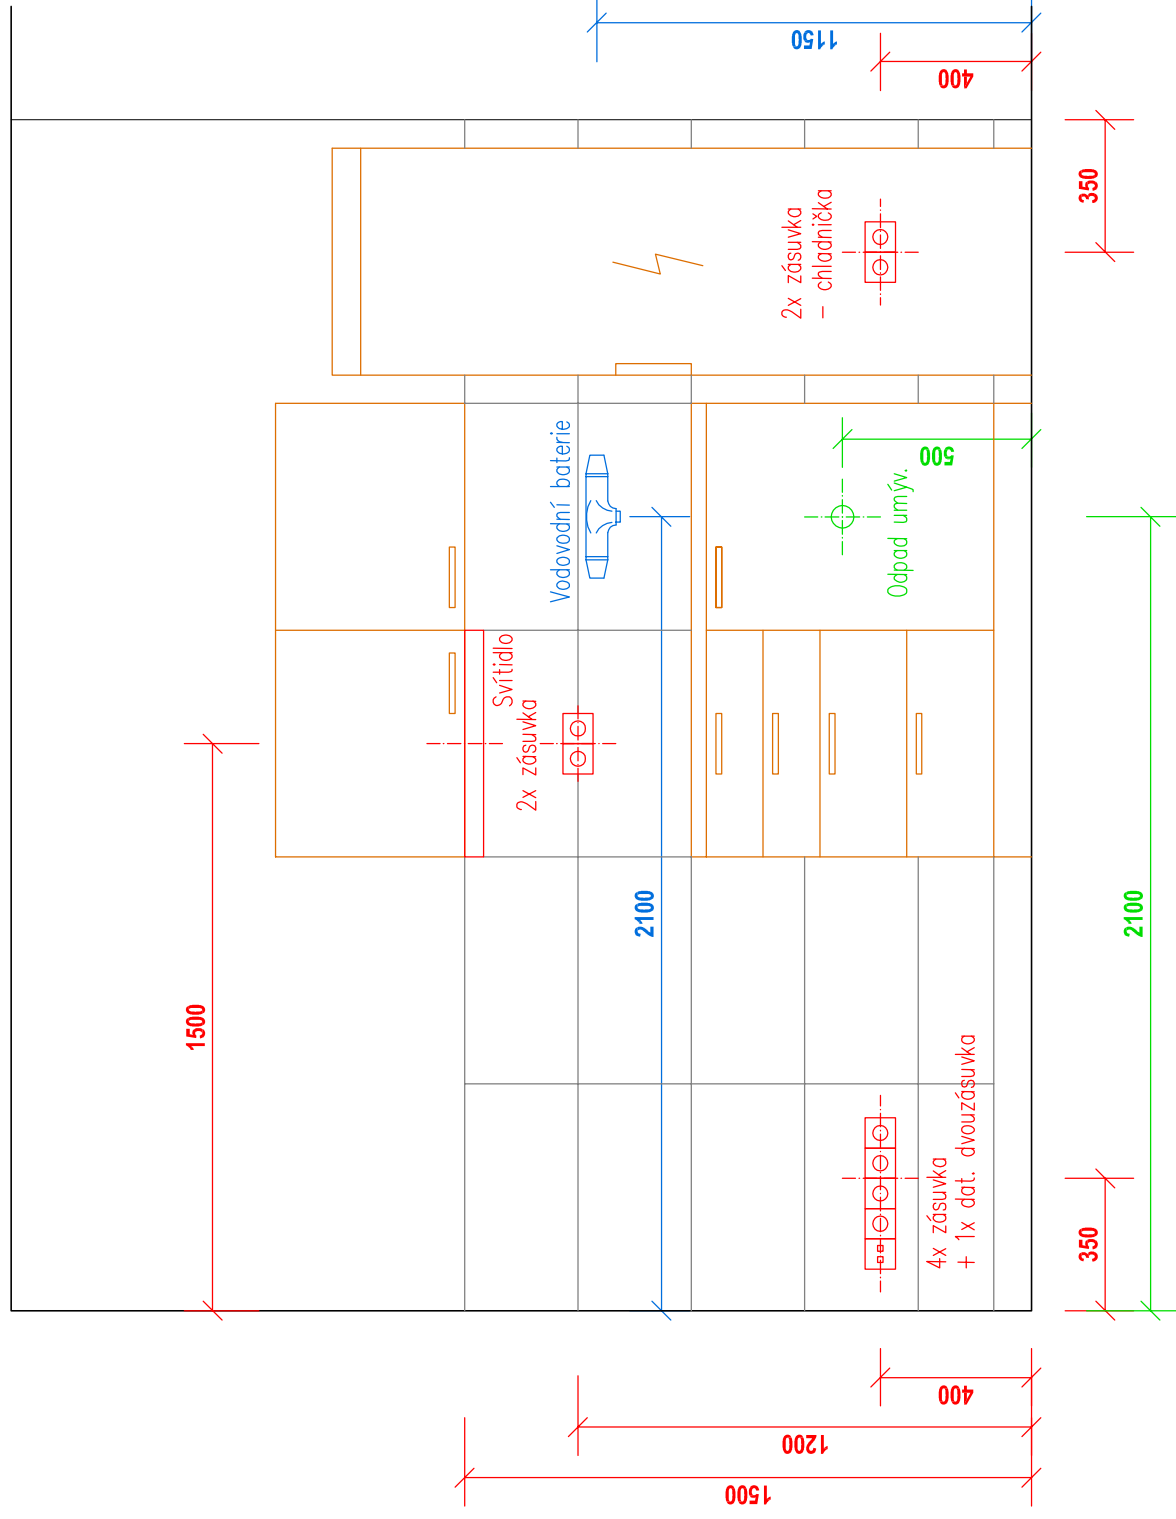 1500
Svítidlo
2x zásuvka
Vodovodní baterie
2x zásuvka
- chladnička
2100
Odpad umýv.
500
4x zásuvka
+ 1x dat. dvouzásuvka
1500
1200
400
1150
400
350
350
2100